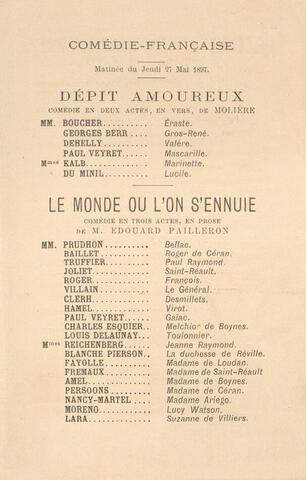 COMÉDIE-FRANÇAISE
Matinée du Jeudi 27 Mai 1897.
DÉPIT AMOUREUX
COMÉDIE EN DEUX ACTES, EN VERS, DE MOLIÈRE
MM. BOUCHER........... Éraste.
GEORGES BERR .... Gros-René.
DEHELLY .......... Valère.
PAUL VEYRET...... Mascarille.
Mmes KALB............... Marinette.
DU MINIL.......... Lucile.
LE MONDE OU L'ON S'ENNUIE
COMÉDIE EN TROIS ACTES, EN PROSE
DE M. EDOUARD PAILLERON
MM. PRUDHON.......... Bellac.
BAILLET........... Roger de Céran.
TRUFFIER.......... Paul Raymond.
JOLIET............ Saint-Réault.
ROGER............. François.
VILLAIN .......... Le Général.
CLERH............. Desmillets.
HAMEL............. Virot.
PAUL VEYRET...... Gaïac.
CHARLES ESQUIER.. Melchior de Boynes.
LOUIS DELAUNAY... Toulonnier.
Mmes REICHENBERG...... Jeanne Raymond.
BLANCHE PIERSON.. La duchesse de Réville.
FAYOLLE.......... Madame de Loudan.
FREMAUX.......... Madame de Saint-Réault
AMEL.............. Madame de Boynes.
PERSOONS ......... Madame de Céran.
NANCY-MARTEL .... Madame Ariego.
MORENO........... Lucy Watson.
LARA.............. Suzanne de Villiers.